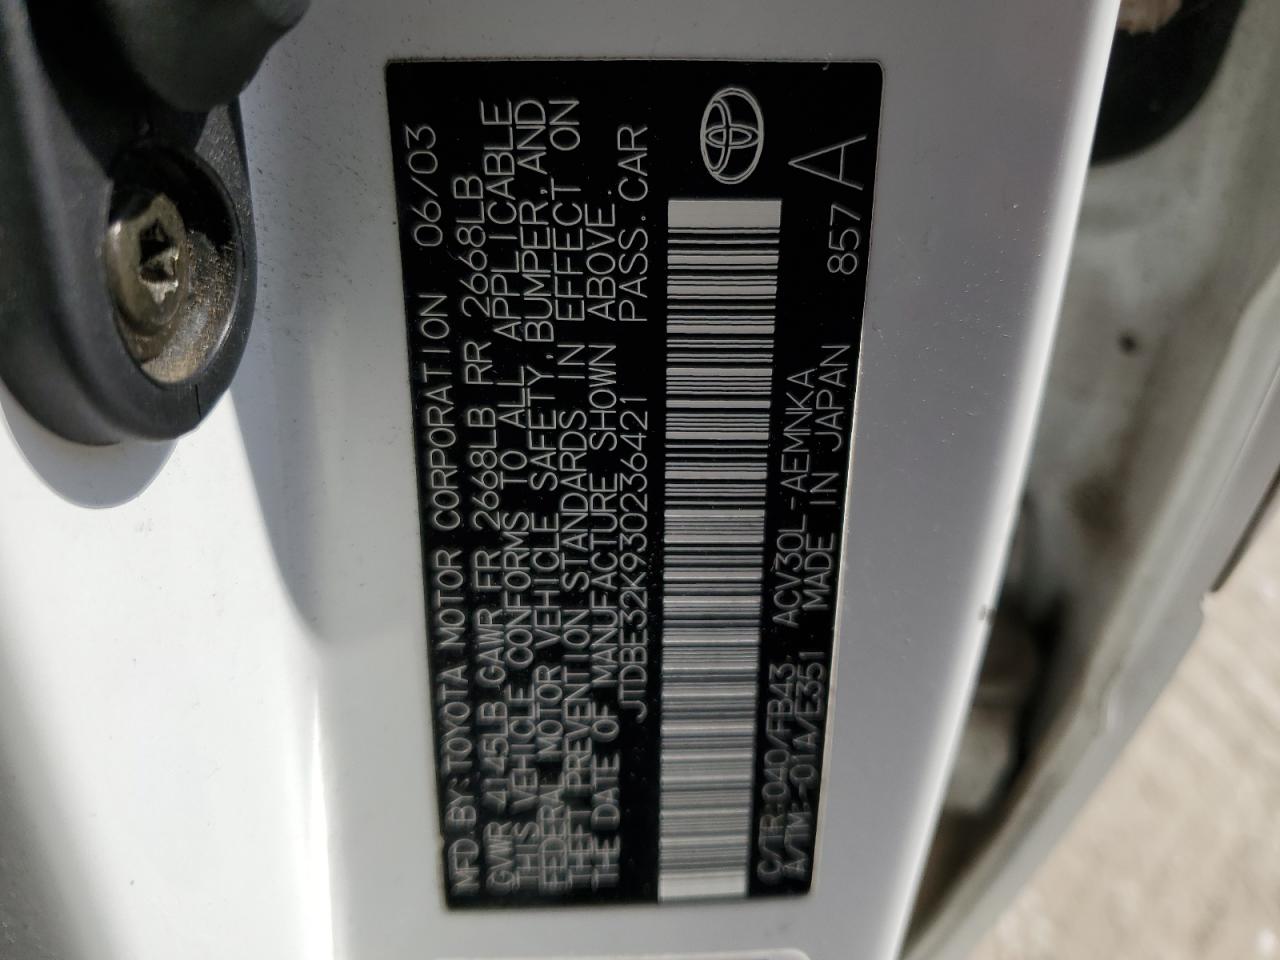 MFD.BY:TOYOTA MOTOR CORPORATION 06/03
GVWR 4145LB GAWR FR 2668LB RR 2668LB
THIS VEHICLE CONFORMS TO ALL APPLICABLE
FEDERAL MOTOR VEHICLE SAFETY,BUMPER,AND
THEFT PREVENTION STANDARDS IN EFFECT ON
THE DATE OF MANUFACTURE SHOWN ABOVE.
JTDBE32K930236421 PASS.CAR
C/TR:040/FB43 ACV30L-AEMNKA
A/TM:-01A/E351 MADE IN JAPAN 857A